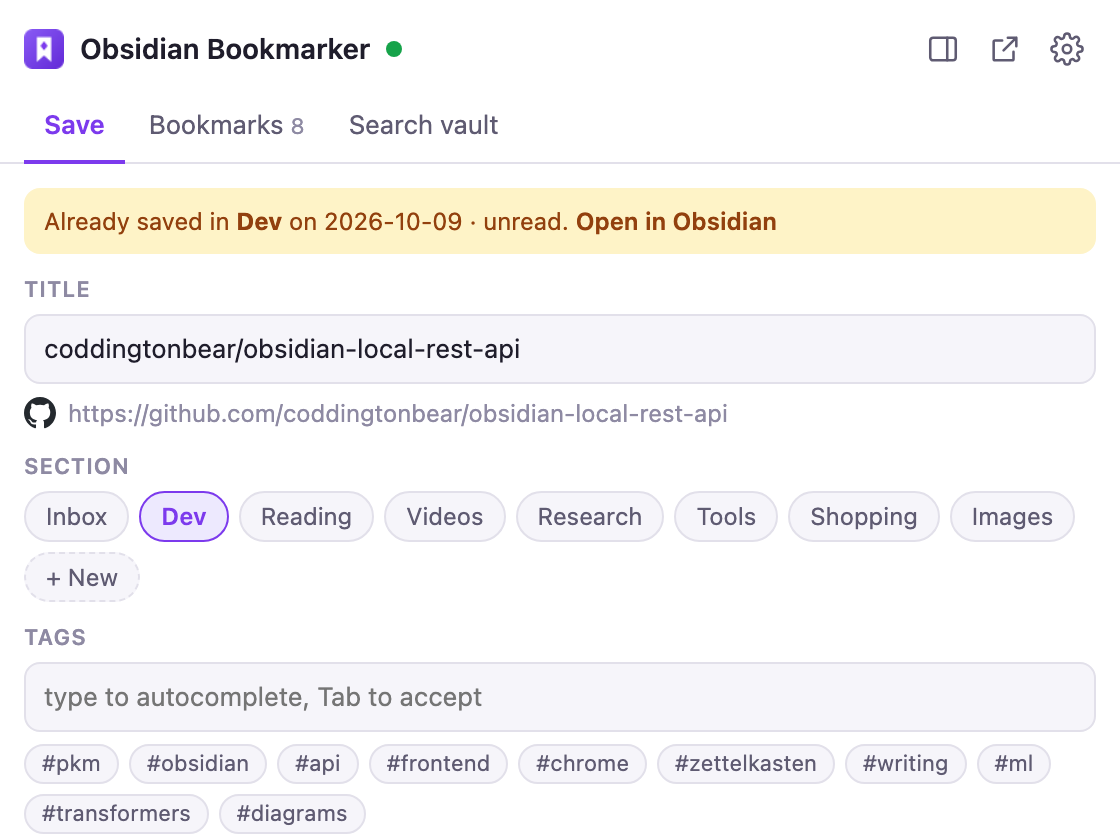 Obsidian Bookmarker
Save Bookmarks 8 Search vault
Already saved in Dev on 2026-10-09 · unread. Open in Obsidian
TITLE
coddingtonbear/obsidian-local-rest-api
https://github.com/coddingtonbear/obsidian-local-rest-api
SECTION
Inbox Dev Reading Videos Research Tools Shopping Images
+ New
TAGS
type to autocomplete, Tab to accept
#pkm #obsidian #api #frontend #chrome #zettelkasten #writing #ml
#transformers #diagrams